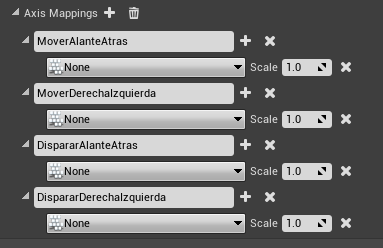 Axis Mappings
MoverAlanteAtras
None Scale 1.0
MoverDerechaIzquierda
None Scale 1.0
DispararAlanteAtras
None Scale 1.0
DispararDerechaIzquierda
None Scale 1.0